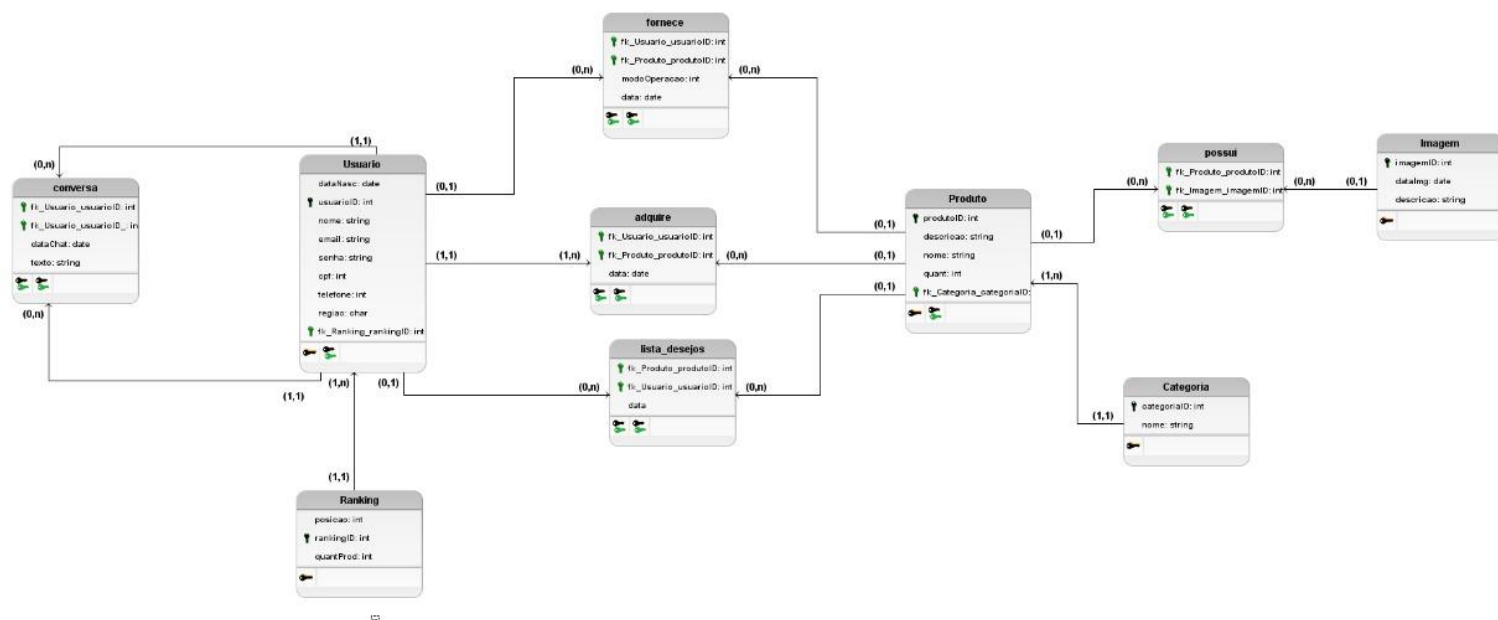 fornece
fk_Usuario_usuarioID: int
fk_Produto_produtoID: int
modoOperacao: int
data: date
(0,n)
(0,n)
(1,1)
(0,n)
conversa
fk_Usuario_usuarioID: int
fk_Usuario_usuarioID_: int
dataChat: date
texto: string
(0,n)
Usuario
dataNasc: date
usuarioID: int
nome: string
email: string
senha: string
cpf: int
telefone: int
regiao: char
fk_Ranking_rankingID: int
(0,1)
(1,1)
(1,n)
(0,1)
(1,1)
adquire
fk_Usuario_usuarioID: int
fk_Produto_produtoID: int
data: date
(1,n)
(0,n)
lista_desejos
fk_Produto_produtoID: int
fk_Usuario_usuarioID: int
data
(0,n)
(0,n)
Produto
produtoID: int
descricao: string
nome: string
quant: int
fk_Categoria_categoriaID:
(0,1)
(0,1)
(0,1)
(0,1)
(1,n)
possui
fk_Produto_produtoID: int
fk_Imagem_imagemID: int
(0,n)
(0,n)
(0,1)
Imagem
imagemID: int
dataImg: date
descricao: string
Categoria
categoriaID: int
nome: string
(1,1)
(1,1)
Ranking
posicao: int
rankingID: int
quantProd: int